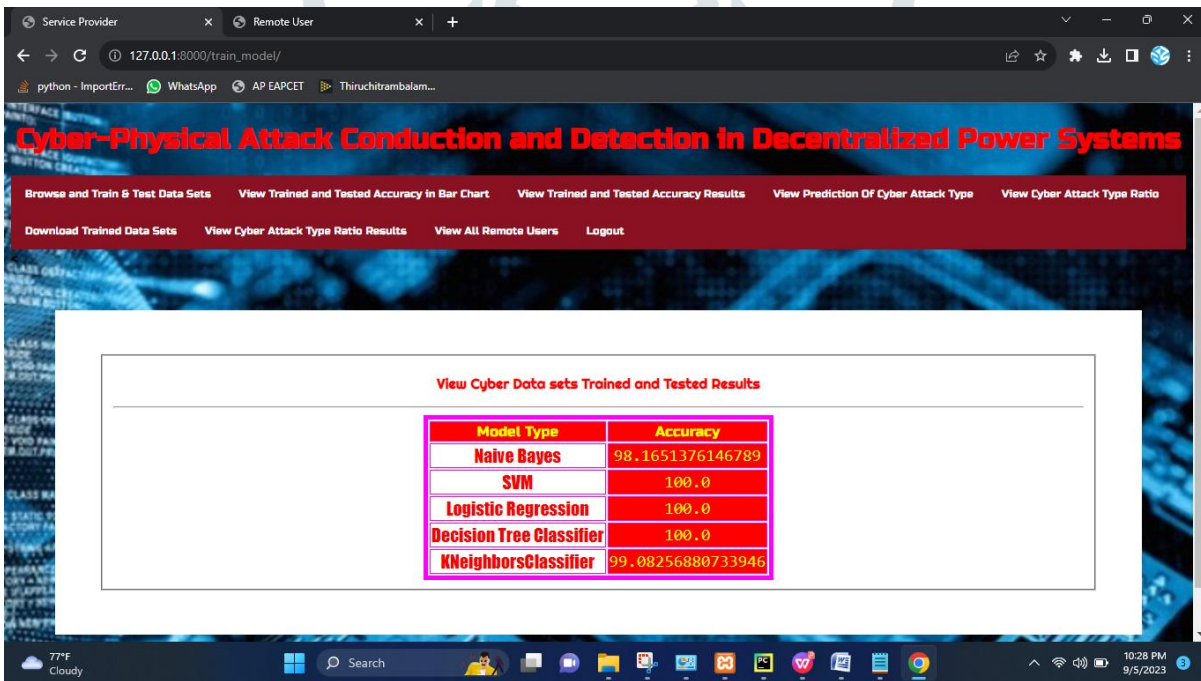 Service Provider
Remote User
127.0.0.1:8000/train_model/
python - ImportErr...
WhatsApp
AP EAPCET
Thiruchitrambalam...
Cyber-Physical Attack Conduction and Detection in Decentralized Power Systems
Browse and Train & Test Data Sets View Trained and Tested Accuracy in Bar Chart View Trained and Tested Accuracy Results View Prediction Of Cyber Attack Type View Cyber Attack Type Ratio
Download Trained Data Sets View Cyber Attack Type Ratio Results View All Remote Users Logout
View Cyber Data sets Trained and Tested Results
Model Type Accuracy
Naive Bayes 98.1651376146789
SVM 100.0
Logistic Regression 100.0
Decision Tree Classifier 100.0
KNeighborsClassifier 99.08256880733946
77°F
Cloudy
Search
10:28 PM
9/5/2023
3